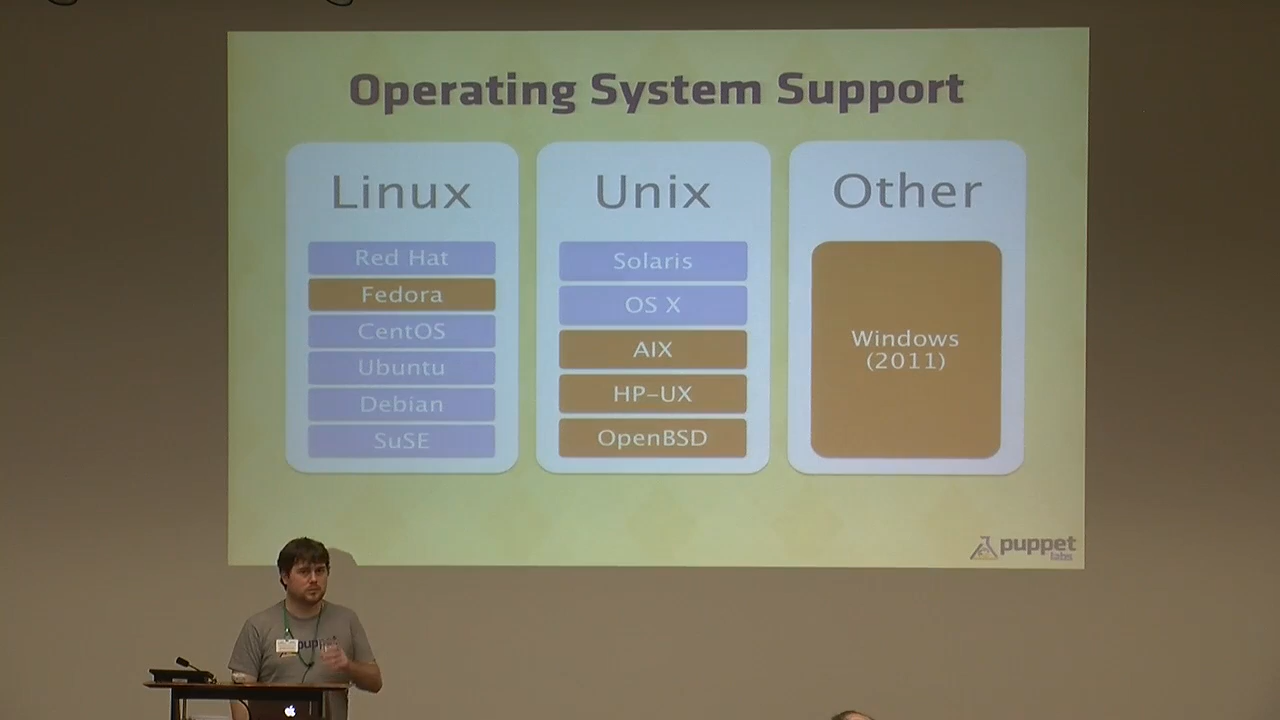 Operating System Support
Linux
Red Hat
Fedora
CentOS
Ubuntu
Debian
SuSE
Unix
Solaris
OS X
AIX
HP-UX
OpenBSD
Other
Windows
(2011)
puppet
labs